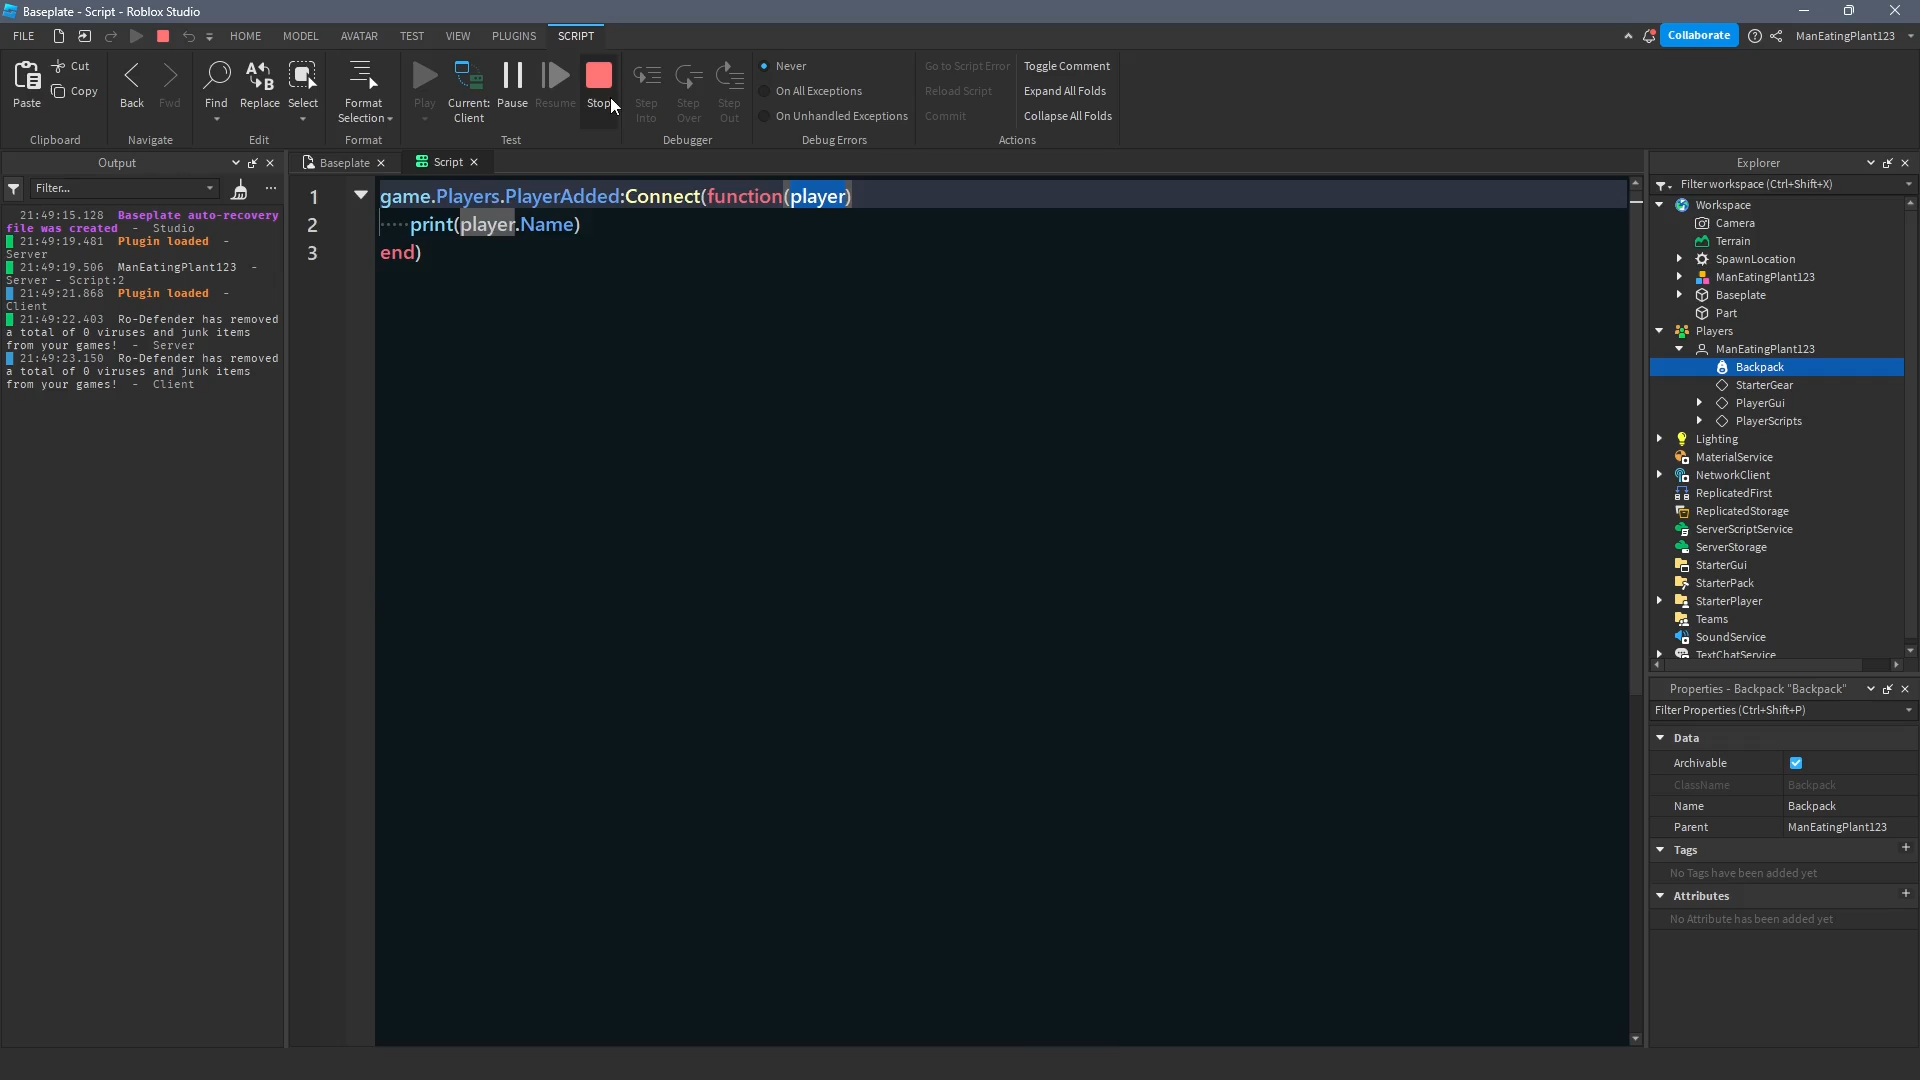 Baseplate - Script - Roblox Studio
FILE HOME MODEL AVATAR TEST VIEW PLUGINS SCRIPT Collaborate ManEatingPlant123
Paste Cut Copy
Clipboard
Back Fwd
Navigate
Find Replace Select
Edit
Format Selection
Format
Play Current: Client Pause Resume Stop
Test
Step Into Step Over Step Out
Debugger
Never
On All Exceptions
On Unhandled Exceptions
Debug Errors
Go to Script Error Toggle Comment
Reload Script Expand All Folds
Commit Collapse All Folds
Actions
Output
Filter...
21:49:15.128 Baseplate auto-recovery
file was created - Studio
21:49:19.481 Plugin loaded -
Server
21:49:19.506 ManEatingPlant123 -
Server - Script:2
21:49:21.868 Plugin loaded -
Client
21:49:22.403 Ro-Defender has removed
a total of 0 viruses and junk items
from your games! - Server
21:49:23.150 Ro-Defender has removed
a total of 0 viruses and junk items
from your games! - Client
Baseplate Script
1 game.Players.PlayerAdded:Connect(function(player)
2 print(player.Name)
3 end)
Explorer
Filter workspace (Ctrl+Shift+X)
Workspace
Camera
Terrain
SpawnLocation
ManEatingPlant123
Baseplate
Part
Players
ManEatingPlant123
Backpack
StarterGear
PlayerGui
PlayerScripts
Lighting
MaterialService
NetworkClient
ReplicatedFirst
ReplicatedStorage
ServerScriptService
ServerStorage
StarterGui
StarterPack
StarterPlayer
Teams
SoundService
TextChatService
Properties - Backpack "Backpack"
Filter Properties (Ctrl+Shift+P)
Data
Archivable
ClassName Backpack
Name Backpack
Parent ManEatingPlant123
Tags
No Tags have been added yet
Attributes
No Attribute has been added yet